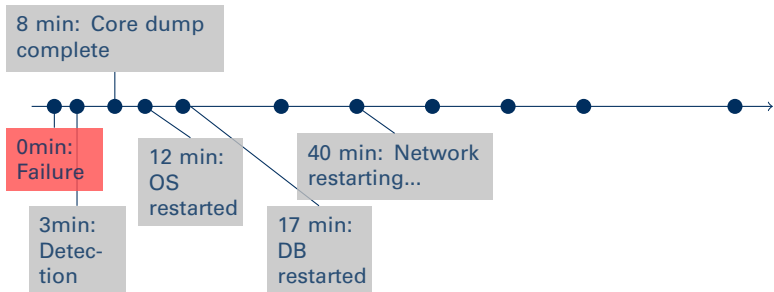 8 min: Core dump
complete
0min:
Failure
3min:
Detec-
tion
12 min:
OS
restarted
17 min:
DB
restarted
40 min: Network
restarting...